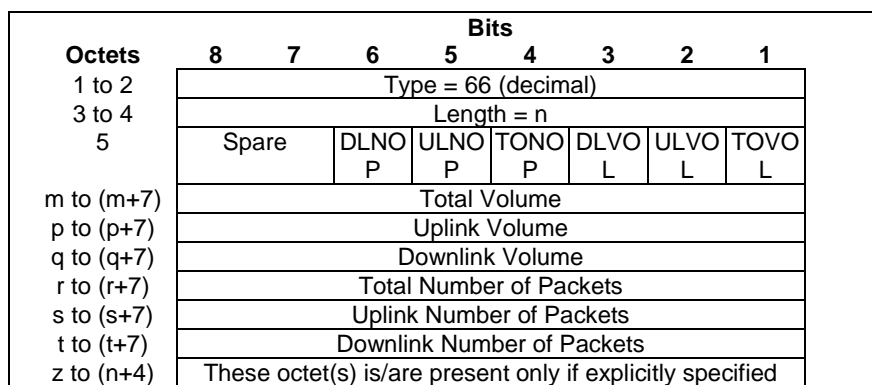 Bits
Octets 8 7 6 5 4 3 2 1
1 to 2 Type = 66 (decimal)
3 to 4 Length = n
5 Spare DLNO ULNO TONO DLVO ULVO TOVO
P P P L L L
m to (m+7) Total Volume
p to (p+7) Uplink Volume
q to (q+7) Downlink Volume
r to (r+7) Total Number of Packets
s to (s+7) Uplink Number of Packets
t to (t+7) Downlink Number of Packets
z to (n+4) These octet(s) is/are present only if explicitly specified